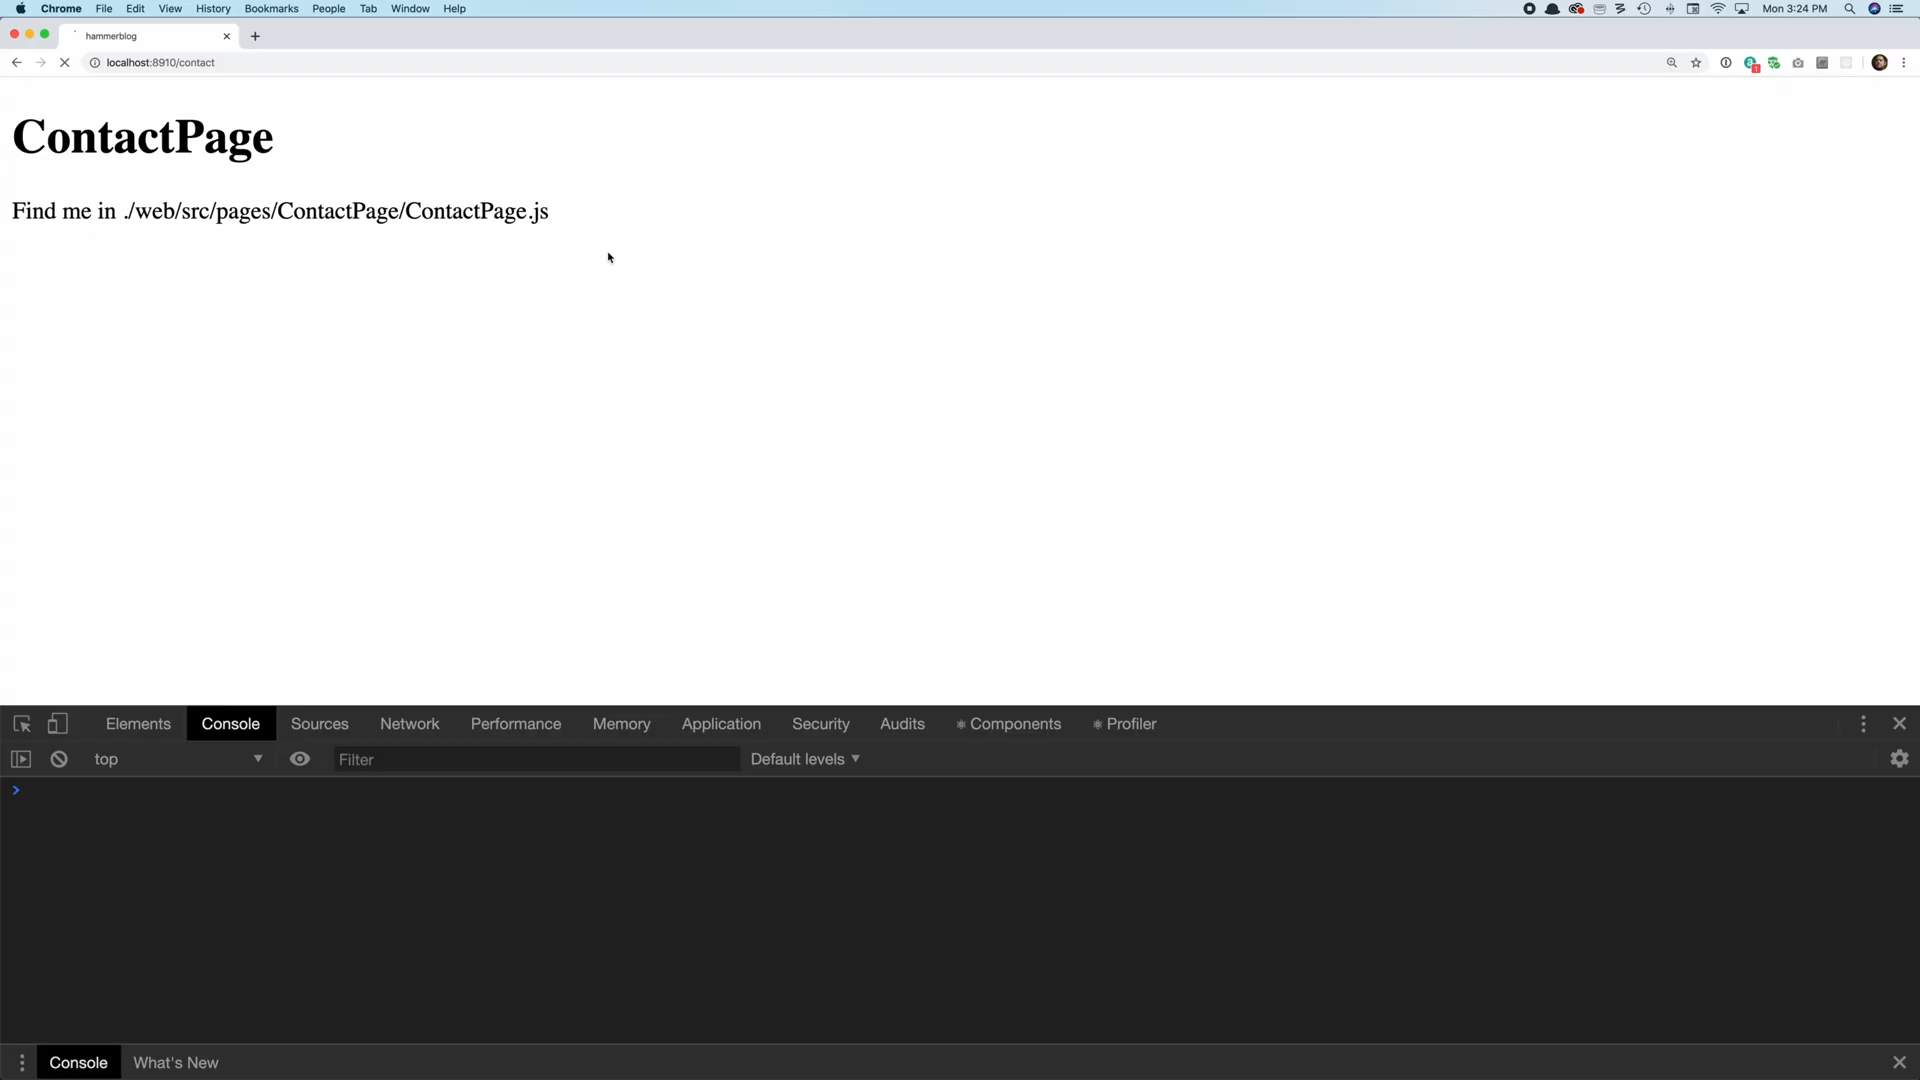 Chrome File Edit View History Bookmarks People Tab Window Help Mon 3:24 PM
hammerblog
localhost:8910/contact
ContactPage
Find me in ./web/src/pages/ContactPage/ContactPage.js
Elements Console Sources Network Performance Memory Application Security Audits Components Profiler
top Filter Default levels
Console What's New